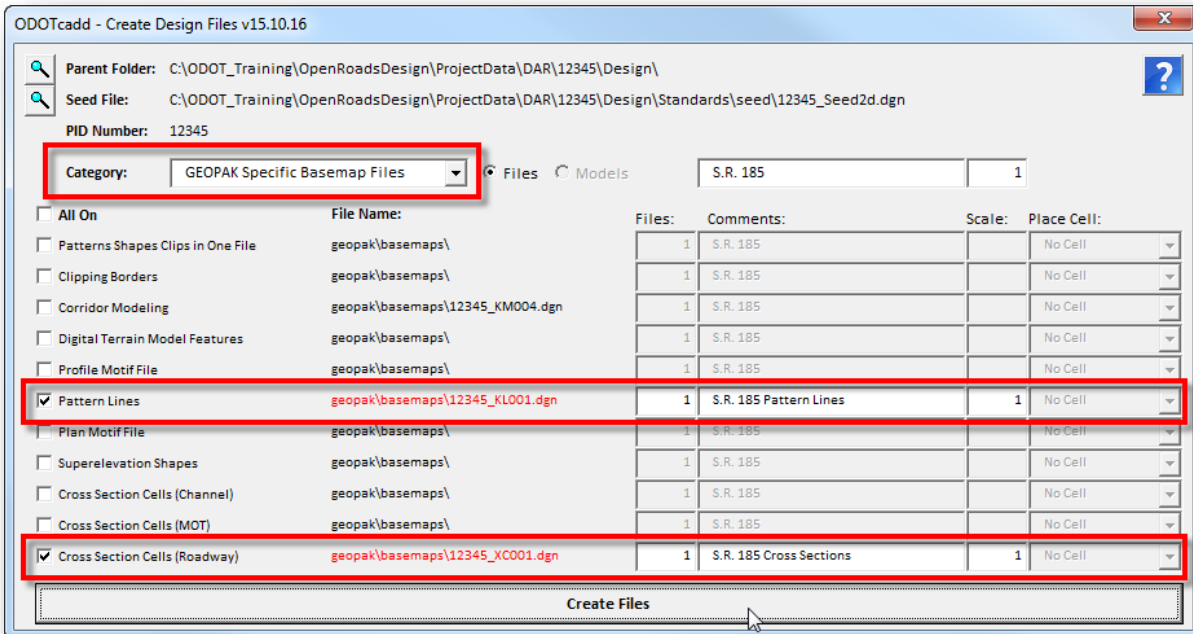 ODOTcadd - Create Design Files v15.10.16
x
Parent Folder: C:\ODOT_Training\OpenRoadsDesign\ProjectData\DAR\12345\Design\
?
Seed File: C:\ODOT_Training\OpenRoadsDesign\ProjectData\DAR\12345\Design\Standards\seed\12345_Seed2d.dgn
PID Number: 12345
Category: GEOPAK Specific Basemap Files Files Models S.R. 185 1
All On File Name: Files: Comments: Scale: Place Cell:
Patterns Shapes Clips in One File geopak\basemaps\ 1 S.R. 185 No Cell
Clipping Borders geopak\basemaps\ 1 S.R. 185 No Cell
Corridor Modeling geopak\basemaps\12345_KM004.dgn 1 S.R. 185 No Cell
Digital Terrain Model Features geopak\basemaps\ 1 S.R. 185 No Cell
Profile Motif File geopak\basemaps\ 1 S.R. 185 No Cell
Pattern Lines geopak\basemaps\12345_KL001.dgn 1 S.R. 185 Pattern Lines 1 No Cell
Plan Motif File geopak\basemaps\ 1 S.R. 185 No Cell
Superelevation Shapes geopak\basemaps\ 1 S.R. 185 No Cell
Cross Section Cells (Channel) geopak\basemaps\ 1 S.R. 185 No Cell
Cross Section Cells (MOT) geopak\basemaps\ 1 S.R. 185 No Cell
Cross Section Cells (Roadway) geopak\basemaps\12345_XC001.dgn 1 S.R. 185 Cross Sections 1 No Cell
Create Files